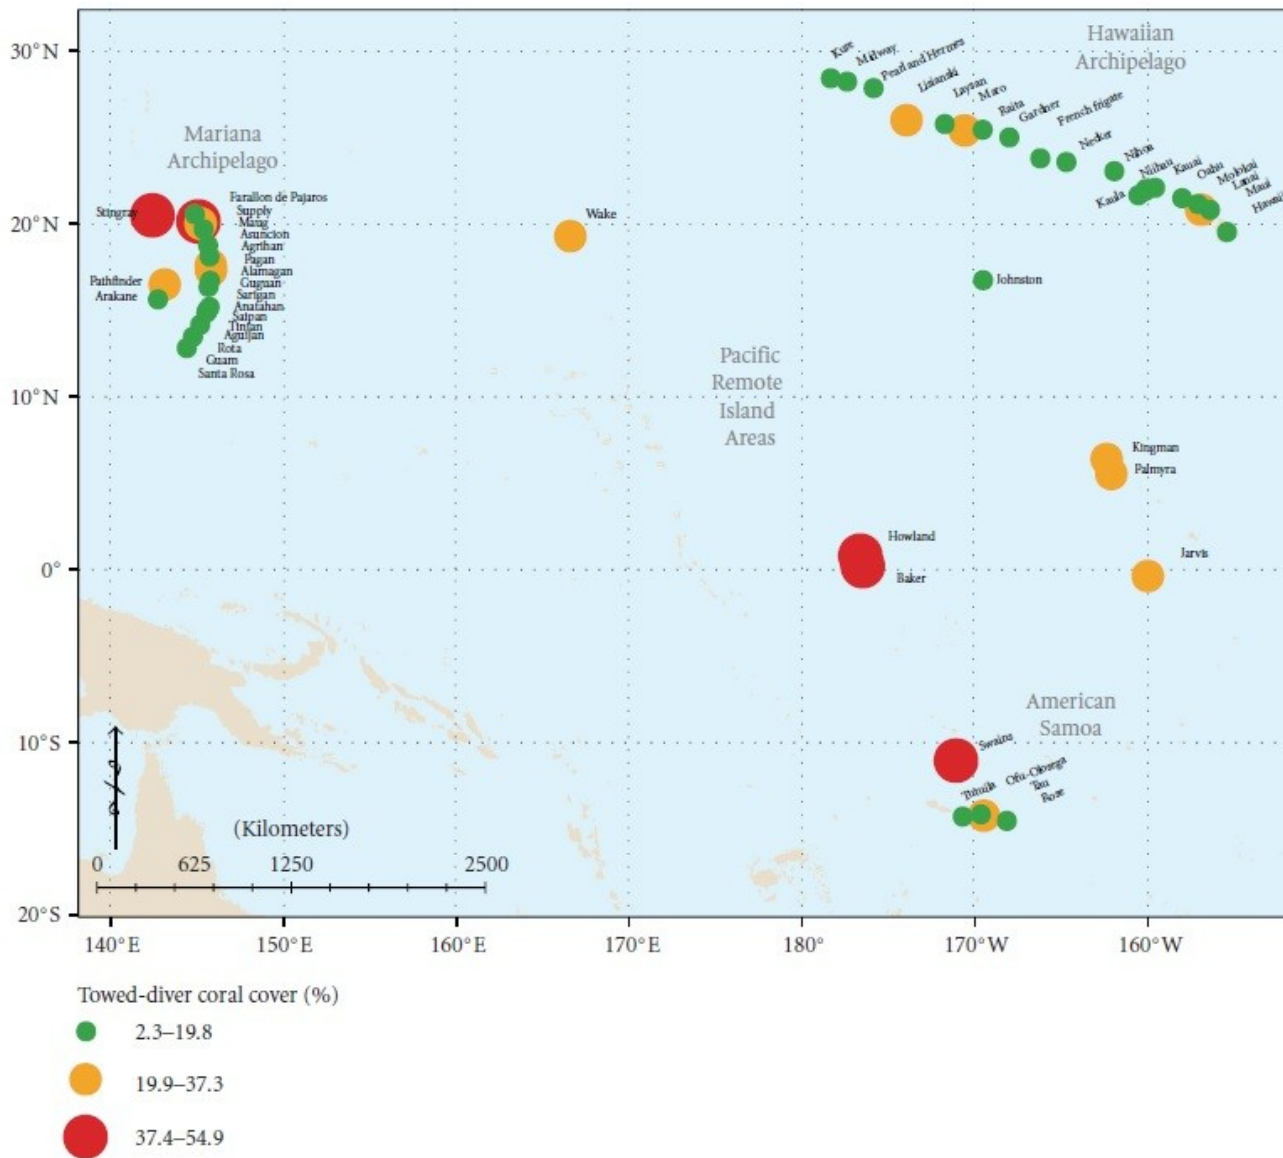 30°N
20°N
10°N
0°
10°S
20°S
Hawaiian
Archipelago
Kure
Midway
Pearl and Hermes
Lisianski
Laysan
Maro
Raita
Gardner
French frigate
Necker
Nihoa
Niihau
Kauai
Oahu
Molokai
Lanai
Maui
Hawaii
Kaula
Mariana
Archipelago
Stingray
Farallon de Pajaros
Supply
Maug
Asuncion
Agrihan
Pagan
Alamagan
Guguan
Sarigan
Anatahan
Saipan
Tinian
Aguijan
Rota
Guam
Santa Rosa
Pathfinder
Arakane
Wake
Johnston
Pacific
Remote
Island
Areas
Kingman
Palmyra
Howland
Baker
Jarvis
American
Samoa
Swains
Tutuila
Ofu-Olosega
Tau
Rose
(Kilometers)
0 625 1250 2500
140°E 150°E 160°E 170°E 180° 170°W 160°W
Towed-diver coral cover (%)
2.3–19.8
19.9–37.3
37.4–54.9